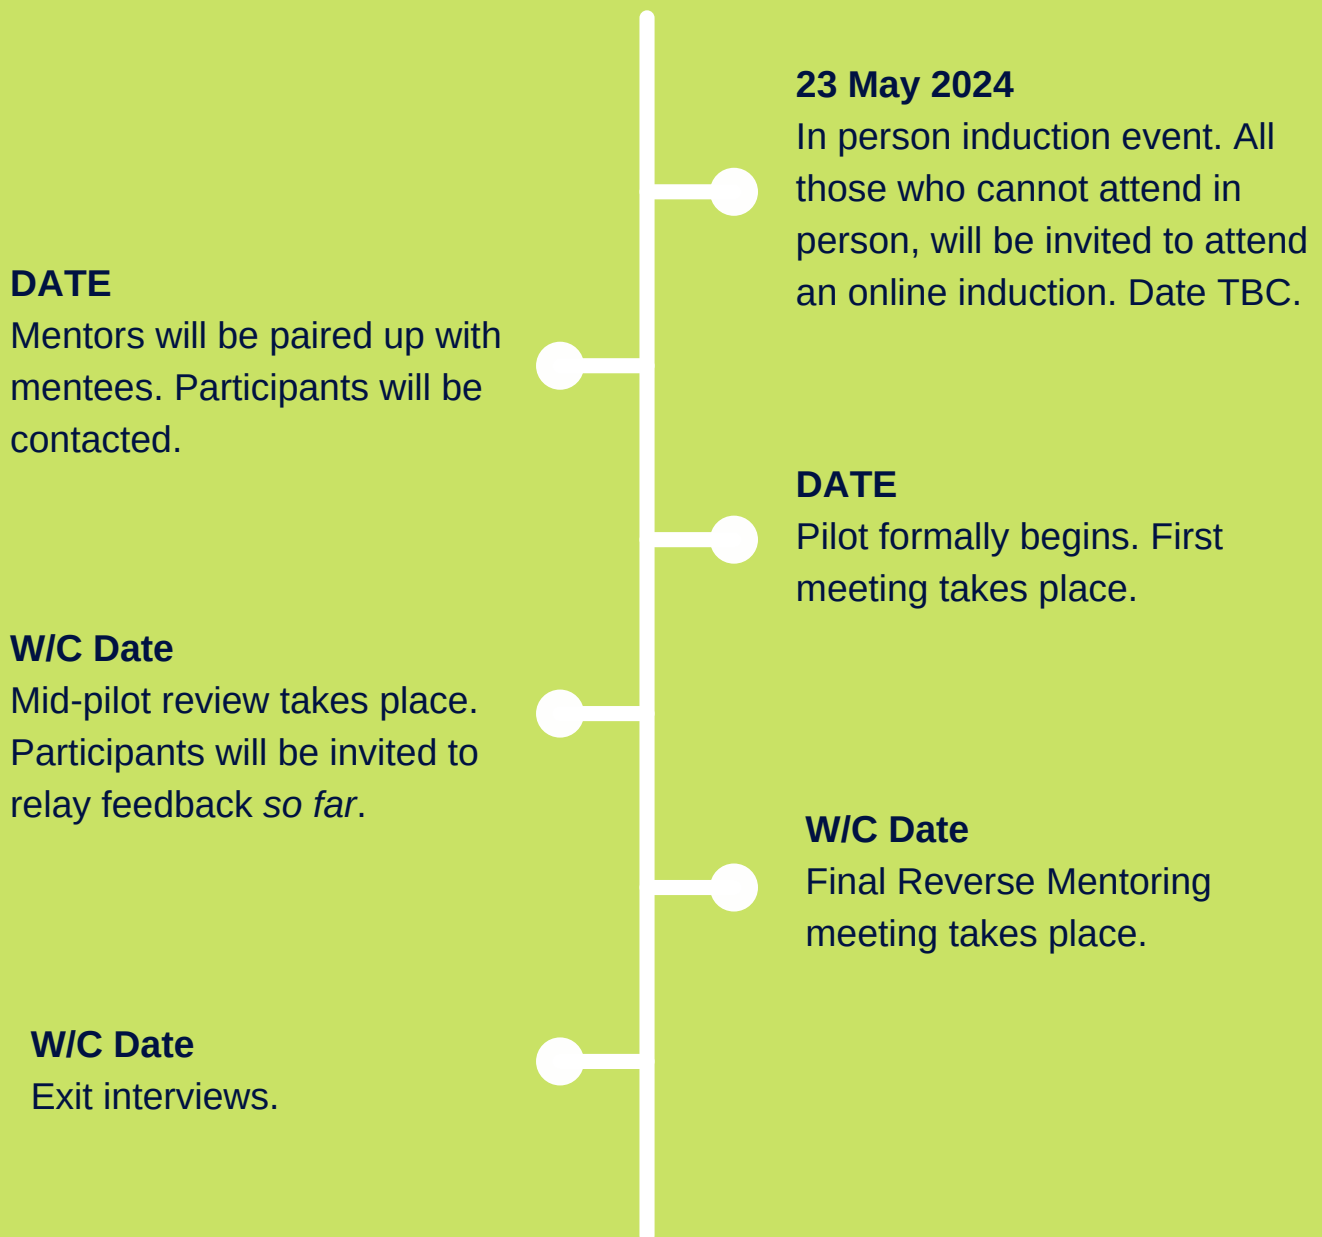 23 May 2024
In person induction event. All
those who cannot attend in
person, will be invited to attend
an online induction. Date TBC.
DATE
Mentors will be paired up with
mentees. Participants will be
contacted.
DATE
Pilot formally begins. First
meeting takes place.
W/C Date
Mid-pilot review takes place.
Participants will be invited to
relay feedback so far.
W/C Date
Final Reverse Mentoring
meeting takes place.
W/C Date
Exit interviews.